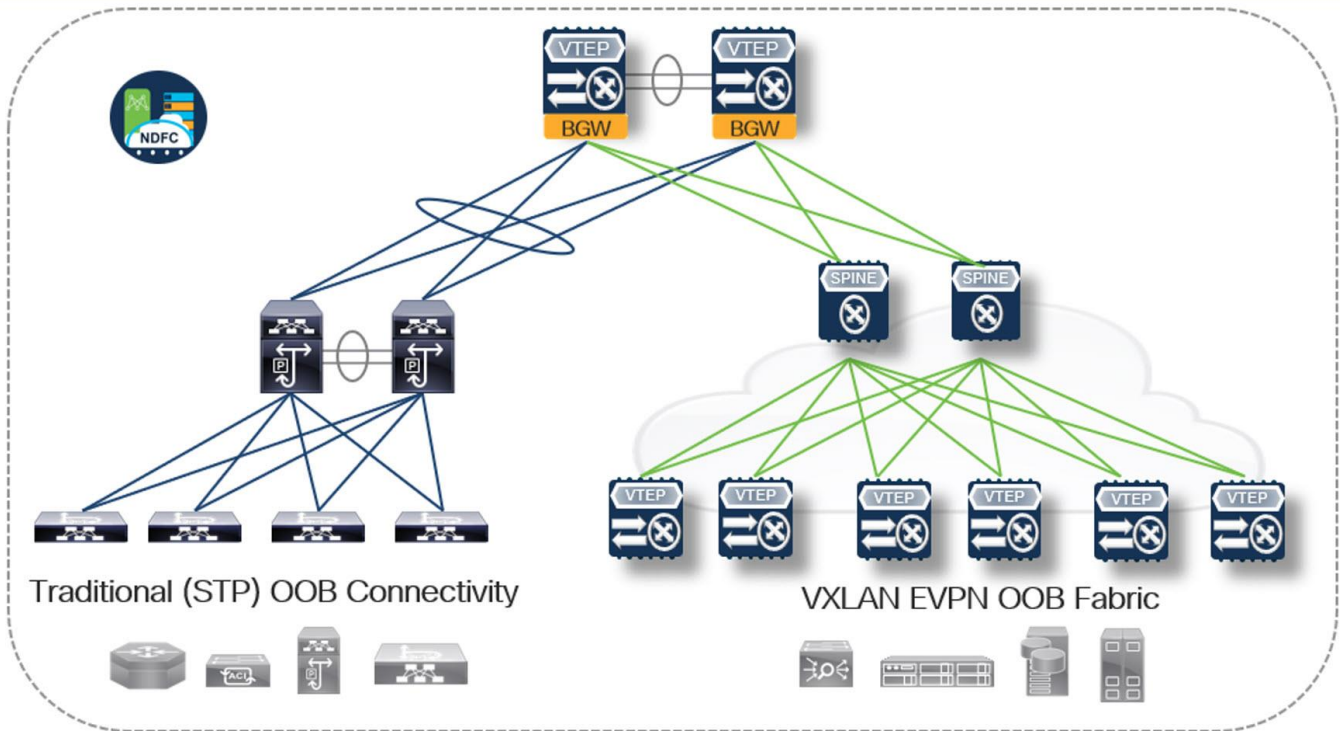 VTEP
VTEP
BGW
BGW
NDFC
SPINE
SPINE
P
P
VTEP
VTEP
VTEP
VTEP
VTEP
VTEP
Traditional (STP) OOB Connectivity
VXLAN EVPN OOB Fabric
ACI
P